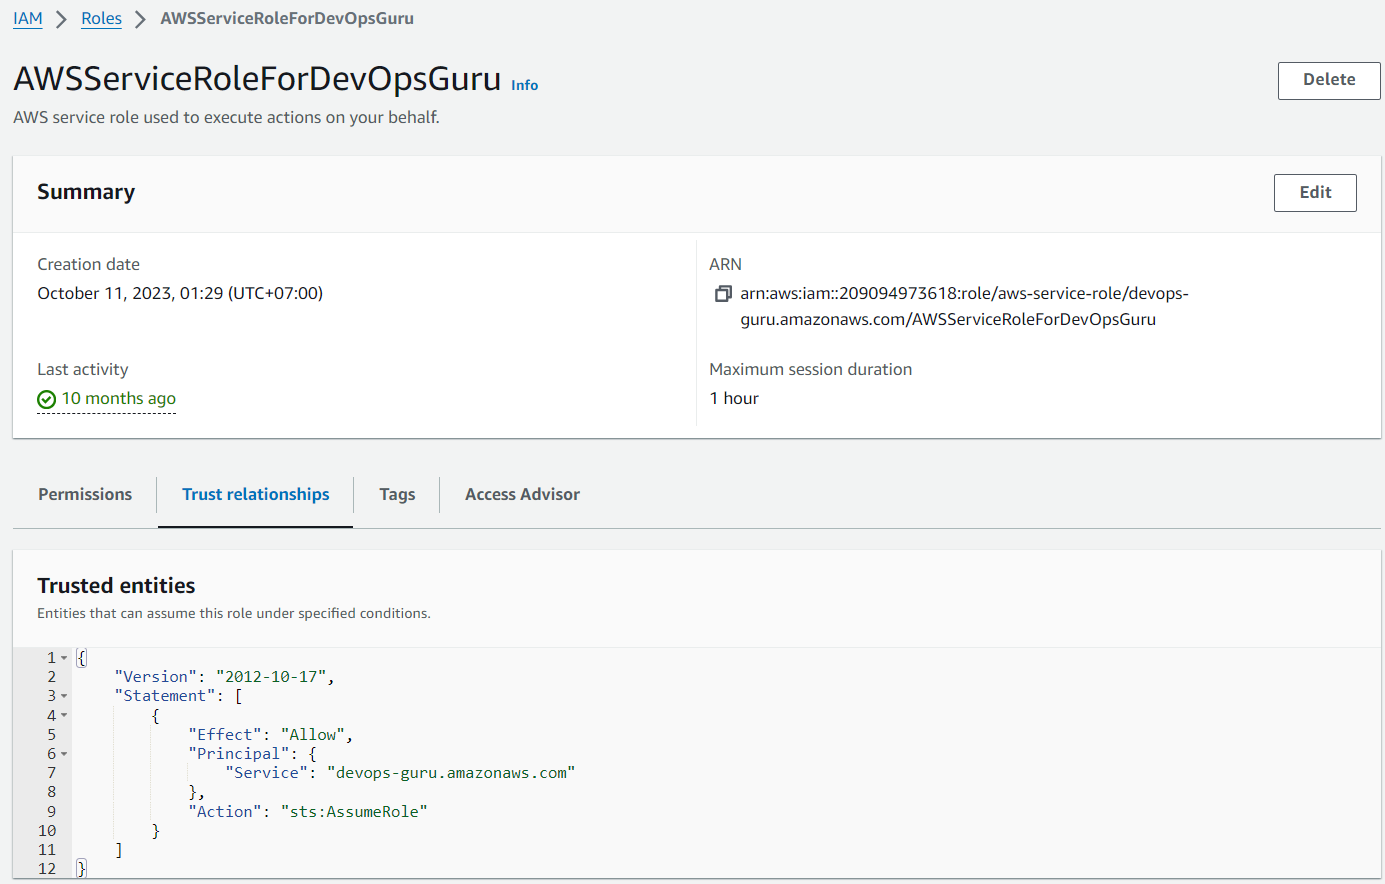 IAM > Roles > AWSServiceRoleForDevOpsGuru
AWSServiceRoleForDevOpsGuru Info
Delete
AWS service role used to execute actions on your behalf.
Summary
Edit
Creation date
October 11, 2023, 01:29 (UTC+07:00)
ARN
arn:aws:iam::209094973618:role/aws-service-role/devops-
guru.amazonaws.com/AWSServiceRoleForDevOpsGuru
Last activity
10 months ago
Maximum session duration
1 hour
Permissions
Trust relationships
Tags
Access Advisor
Trusted entities
Entities that can assume this role under specified conditions.
1 {
2     "Version": "2012-10-17",
3     "Statement": [
4         {
5             "Effect": "Allow",
6             "Principal": {
7                 "Service": "devops-guru.amazonaws.com"
8             },
9             "Action": "sts:AssumeRole"
10         }
11     ]
12 }